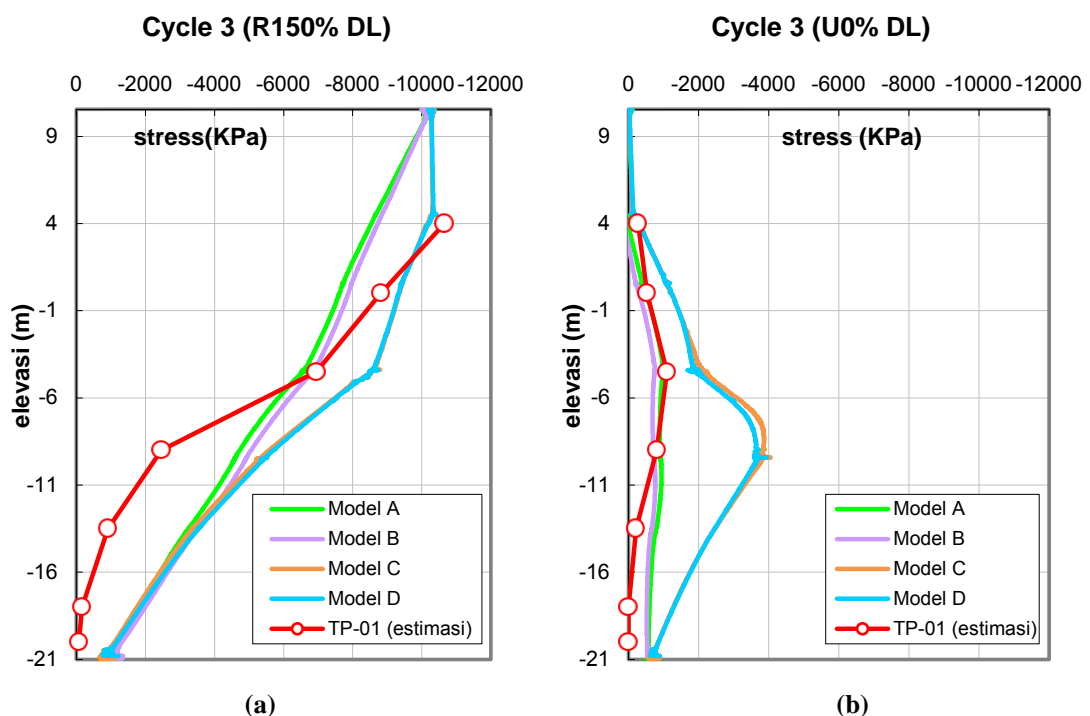 Cycle 3 (R150% DL)
0 -2000 -4000 -6000 -8000 -10000 -12000
stress(KPa)
elevasi (m)
9
4
-1
-6
-11
-16
-21
Model A
Model B
Model C
Model D
TP-01 (estimasi)
(a)
Cycle 3 (U0% DL)
0 -2000 -4000 -6000 -8000 -10000 -12000
stress (KPa)
elevasi (m)
9
4
-1
-6
-11
-16
-21
Model A
Model B
Model C
Model D
TP-01 (estimasi)
(b)